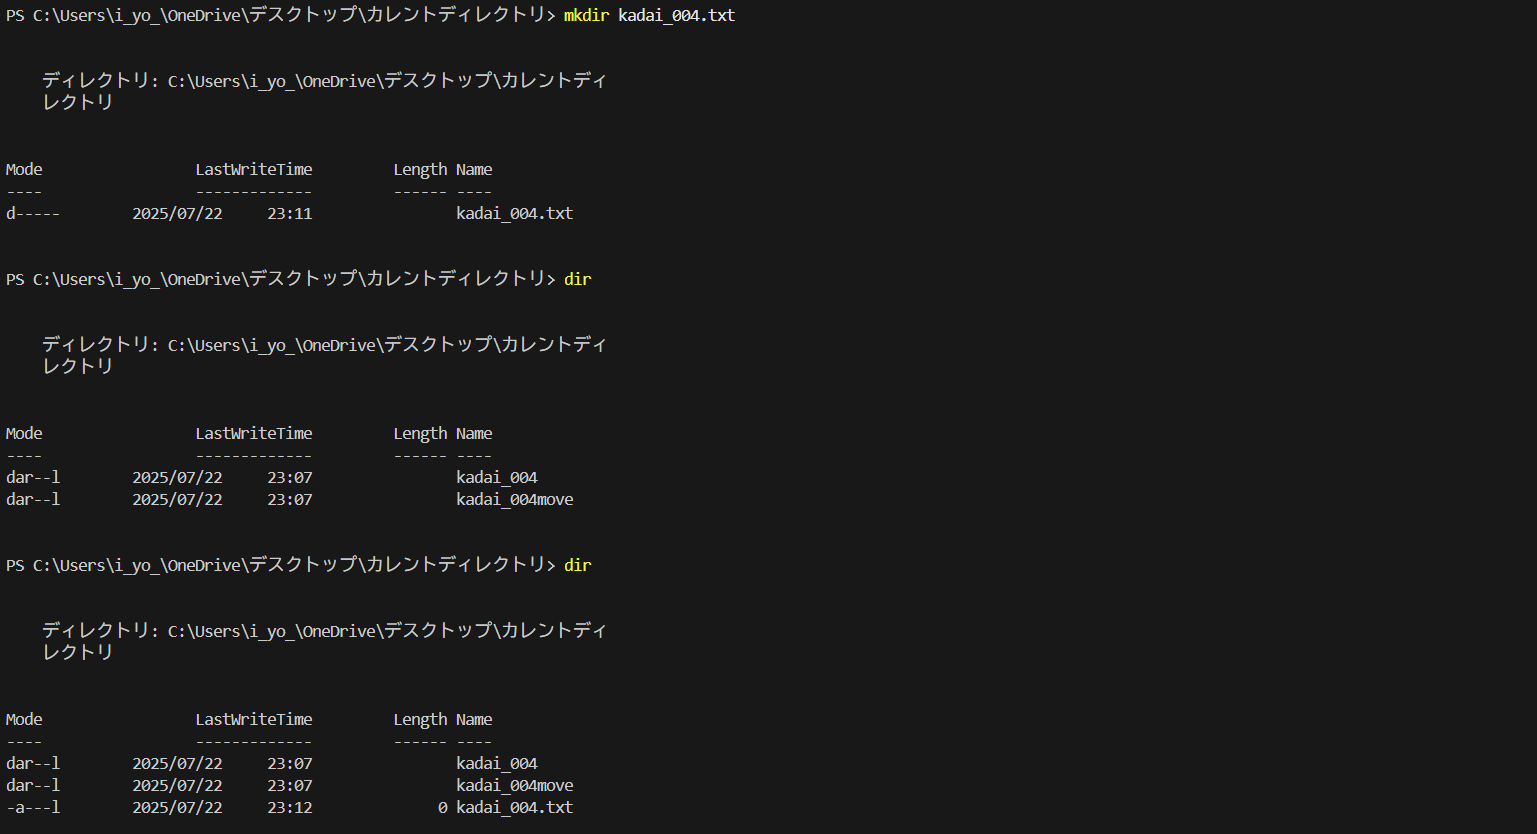 PS C:\Users\i_yo_\OneDrive\デスクトップ\カレントディレクトリ> mkdir kadai_004.txt
ディレクトリ: C:\Users\i_yo_\OneDrive\デスクトップ\カレントディ
レクトリ
Mode                 LastWriteTime         Length Name
----                 -------------         ------ ----
d-----        2025/07/22     23:11                kadai_004.txt
PS C:\Users\i_yo_\OneDrive\デスクトップ\カレントディレクトリ> dir
ディレクトリ: C:\Users\i_yo_\OneDrive\デスクトップ\カレントディ
レクトリ
Mode                 LastWriteTime         Length Name
----                 -------------         ------ ----
dar--l        2025/07/22     23:07                kadai_004
dar--l        2025/07/22     23:07                kadai_004move
PS C:\Users\i_yo_\OneDrive\デスクトップ\カレントディレクトリ> dir
ディレクトリ: C:\Users\i_yo_\OneDrive\デスクトップ\カレントディ
レクトリ
Mode                 LastWriteTime         Length Name
----                 -------------         ------ ----
dar--l        2025/07/22     23:07                kadai_004
dar--l        2025/07/22     23:07                kadai_004move
-a---l        2025/07/22     23:12              0 kadai_004.txt